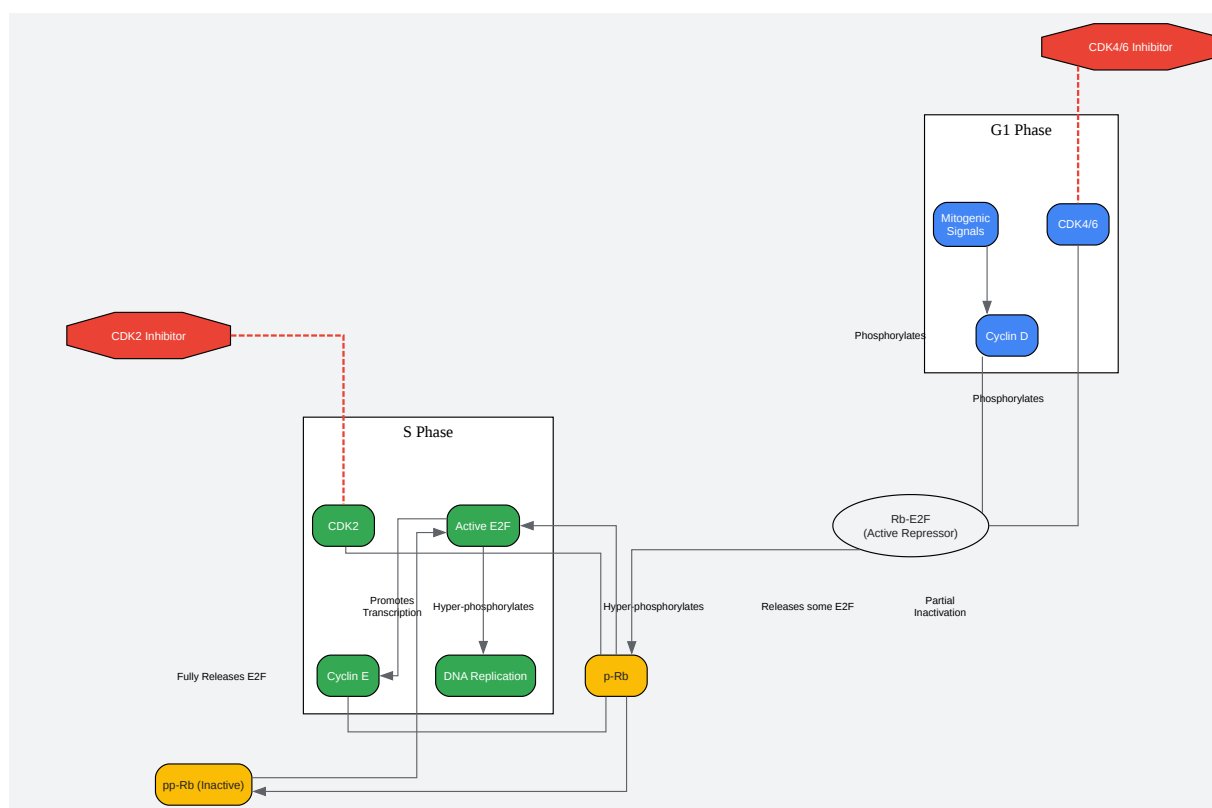 CDK4/6 Inhibitor
G1 Phase
Mitogenic
Signals
CDK4/6
CDK2 Inhibitor
Phosphorylates
Cyclin D
Phosphorylates
S Phase
CDK2
Active E2F
Rb-E2F
(Active Repressor)
Promotes
Transcription
Hyper-phosphorylates
Hyper-phosphorylates
Releases some E2F
Partial
Inactivation
Fully Releases E2F
Cyclin E
DNA Replication
p-Rb
pp-Rb (Inactive)